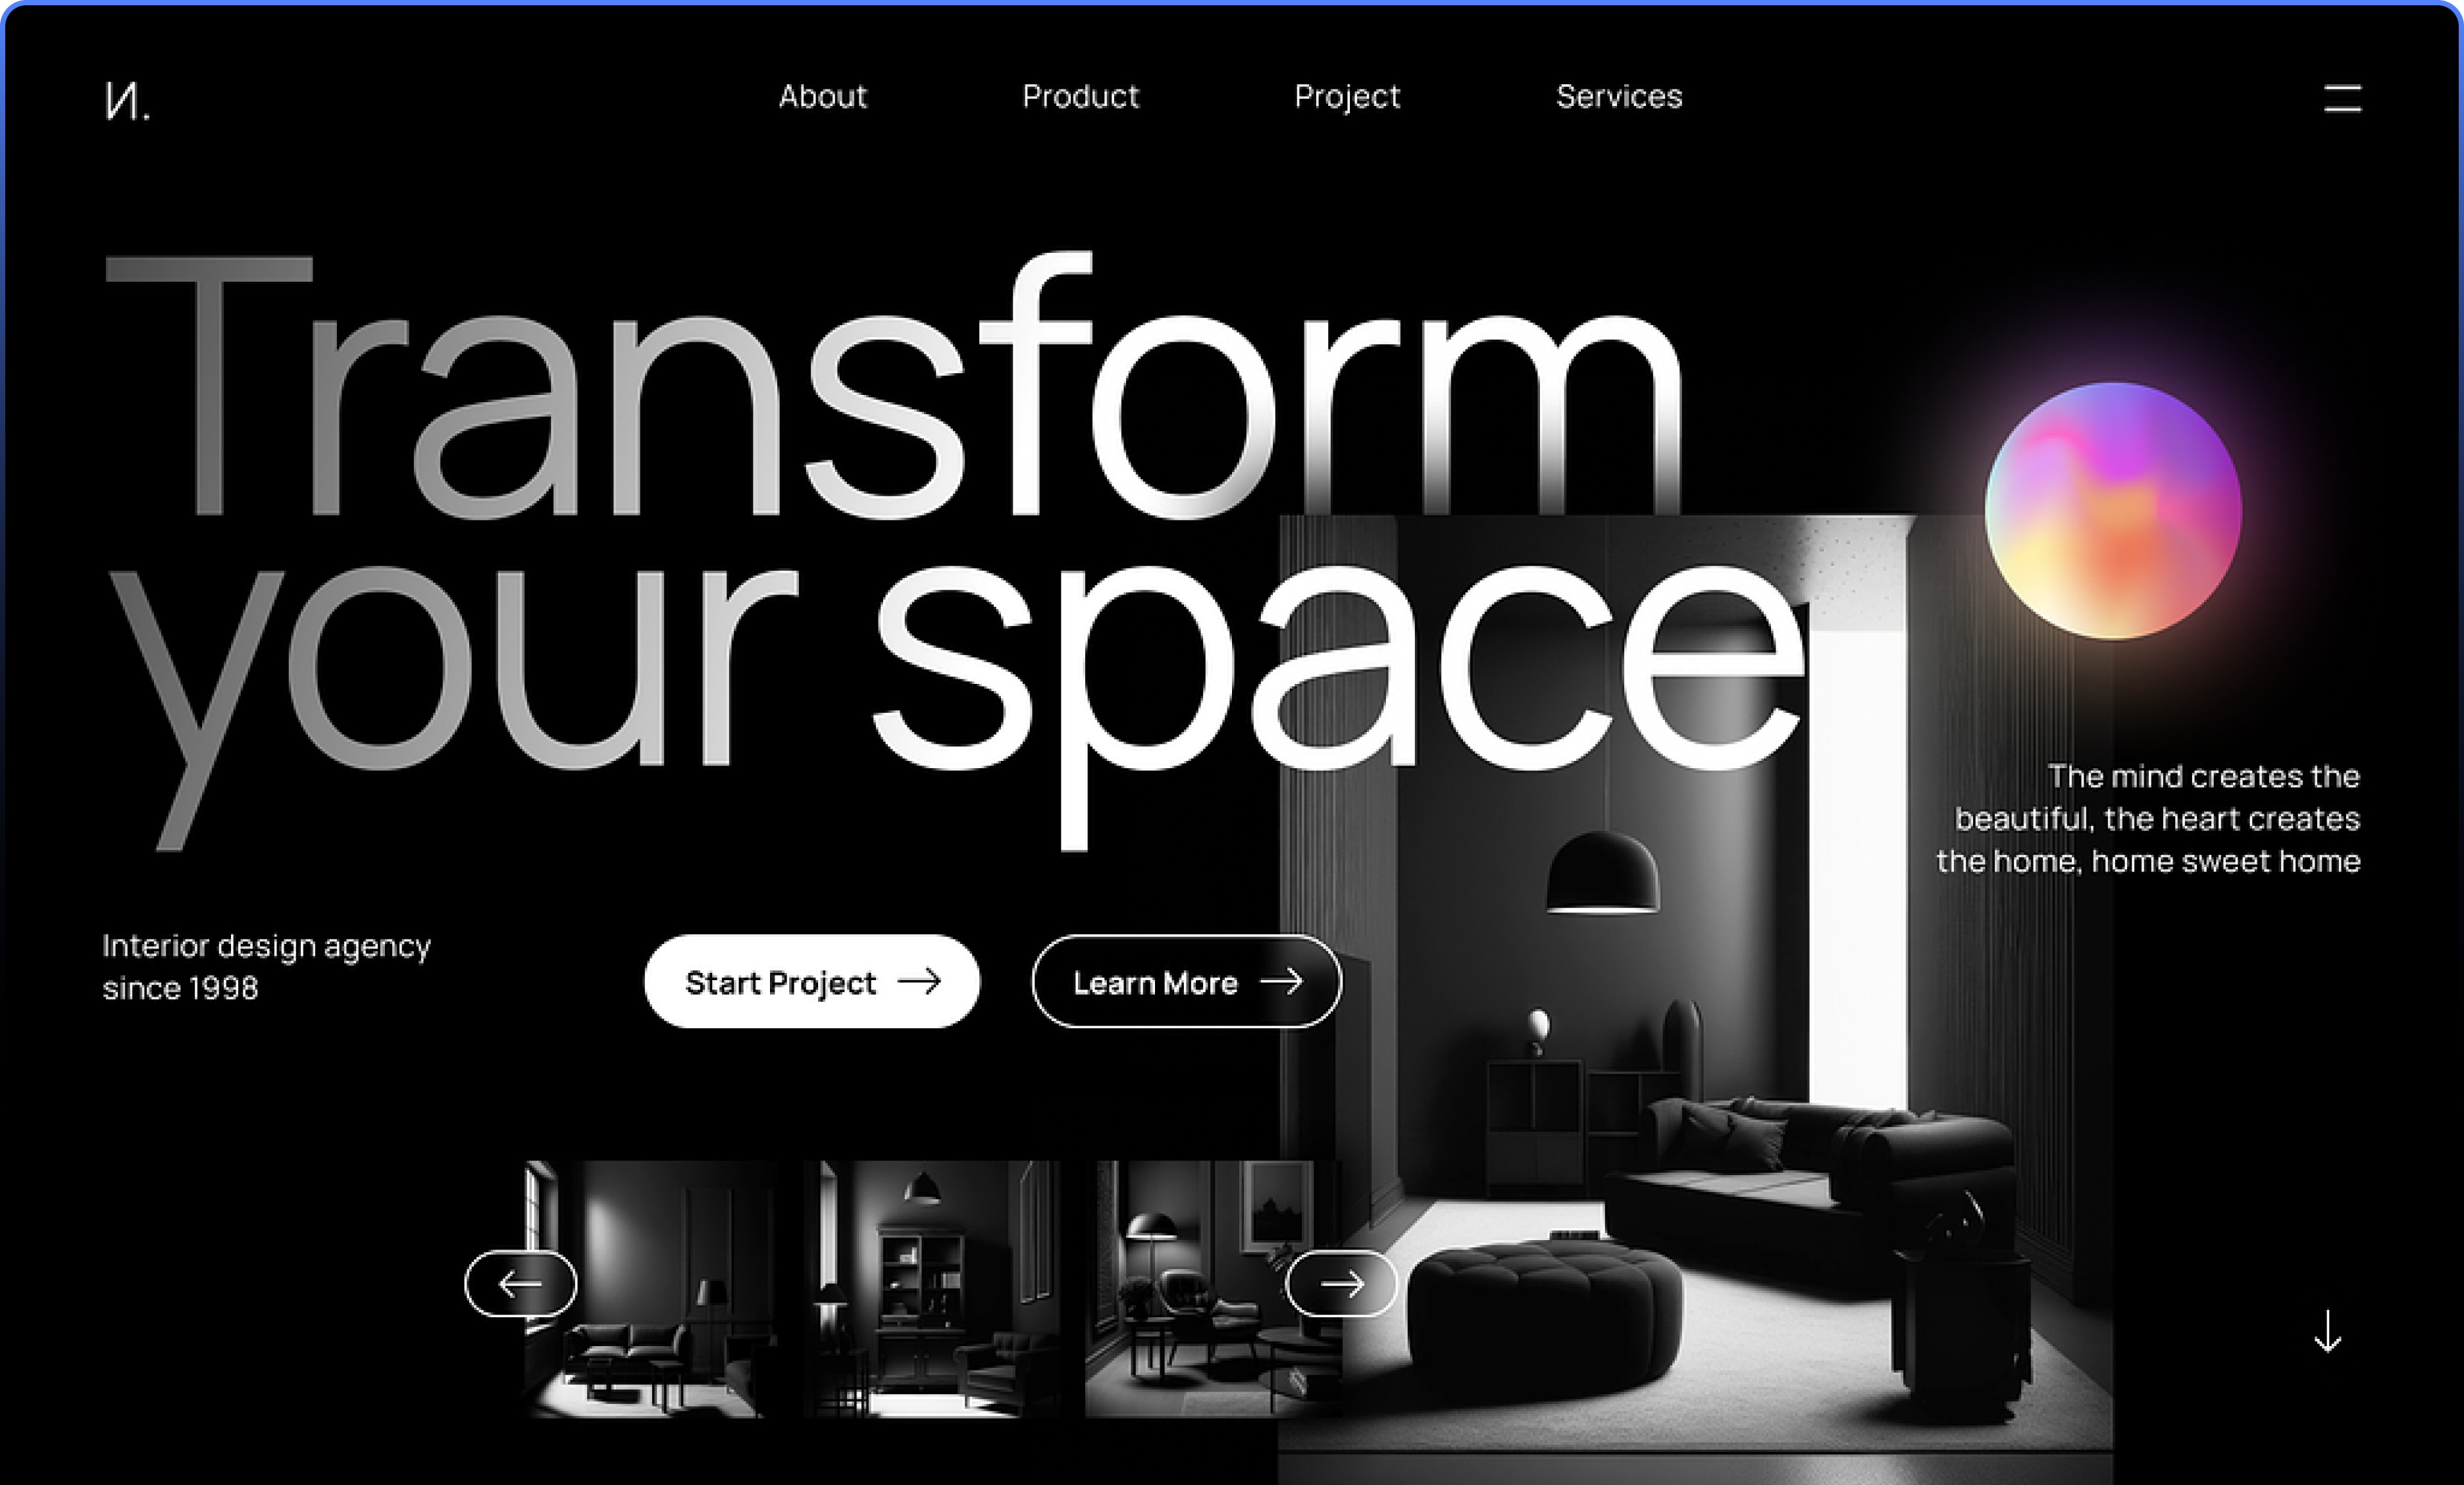 И.
About
Product
Project
Services
Transform
your space
The mind creates the
beautiful, the heart creates
the home, home sweet home
Interior design agency
since 1998
Start Project
Learn More